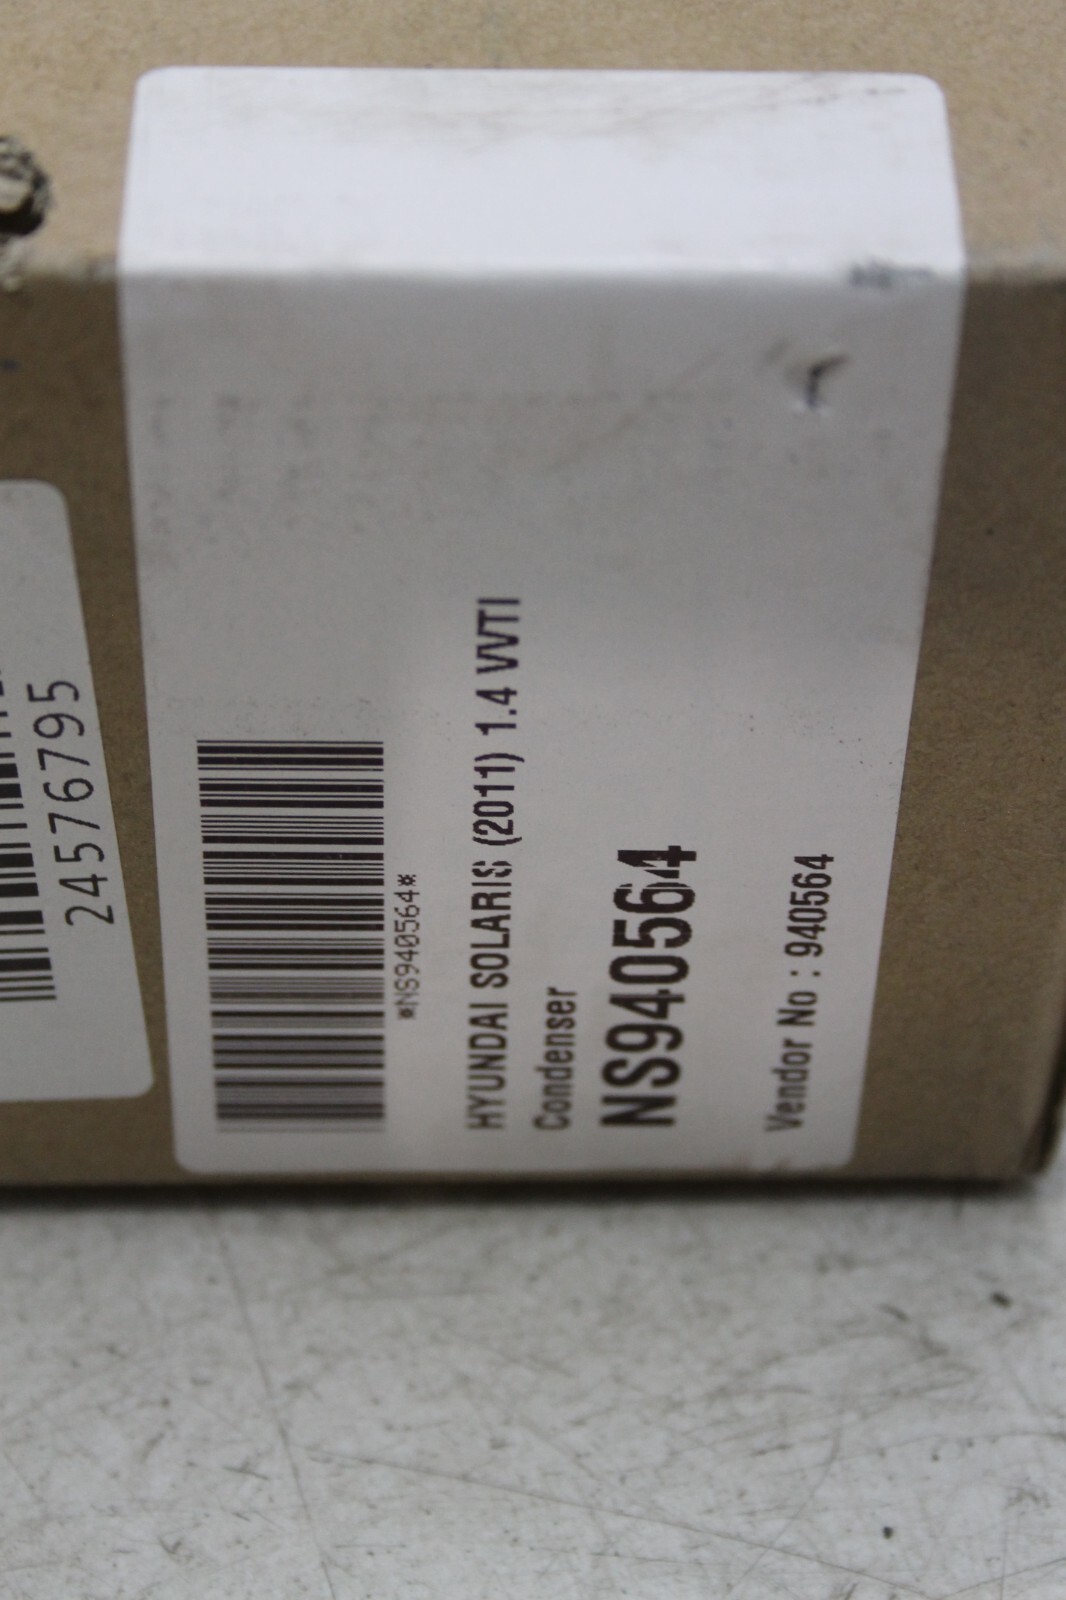 24576795
*NS940564*
HYUNDAI SOLARIS (2011) 1.4 VVTI
Condenser
NS940564
Vendor No : 940564